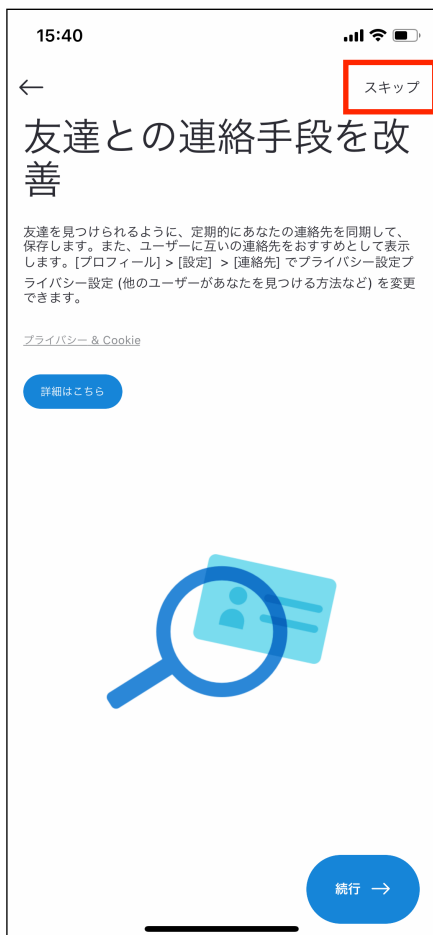 15:40
スキップ
友達との連絡手段を改
善
友達を見つけられるように、定期的にあなたの連絡先を同期して、
保存します。また、ユーザーに互いの連絡先をおすすめとして表示
します。[プロフィール] > [設定] > [連絡先] でプライバシー設定プ
ライバシー設定 (他のユーザーがあなたを見つける方法など) を変更
できます。
プライバシー & Cookie
詳細はこちら
続行